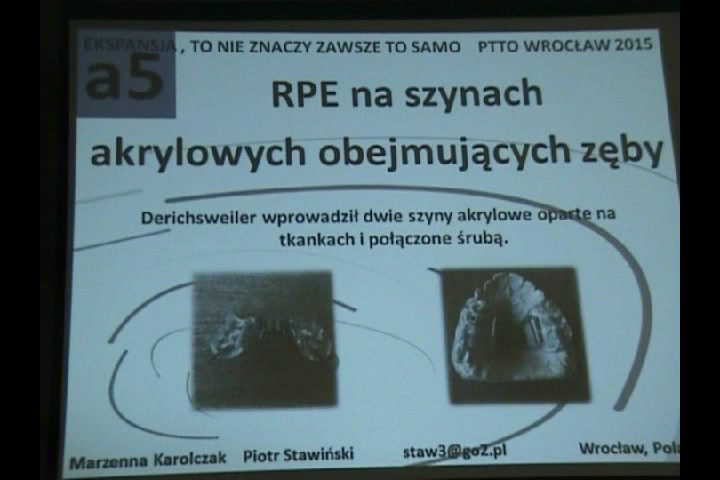 EKSPANSJA, TO NIE ZNACZY ZAWSZE TO SAMO PTTO WROCŁAW 2015
a5
RPE na szynach
akrylowych obejmujących zęby
Derichsweiler wprowadził dwie szyny akrylowe oparte na
tkankach i połączone śrubą.
Marzenna Karolczak Piotr Stawiński staw3@go2.pl Wrocław, Pola